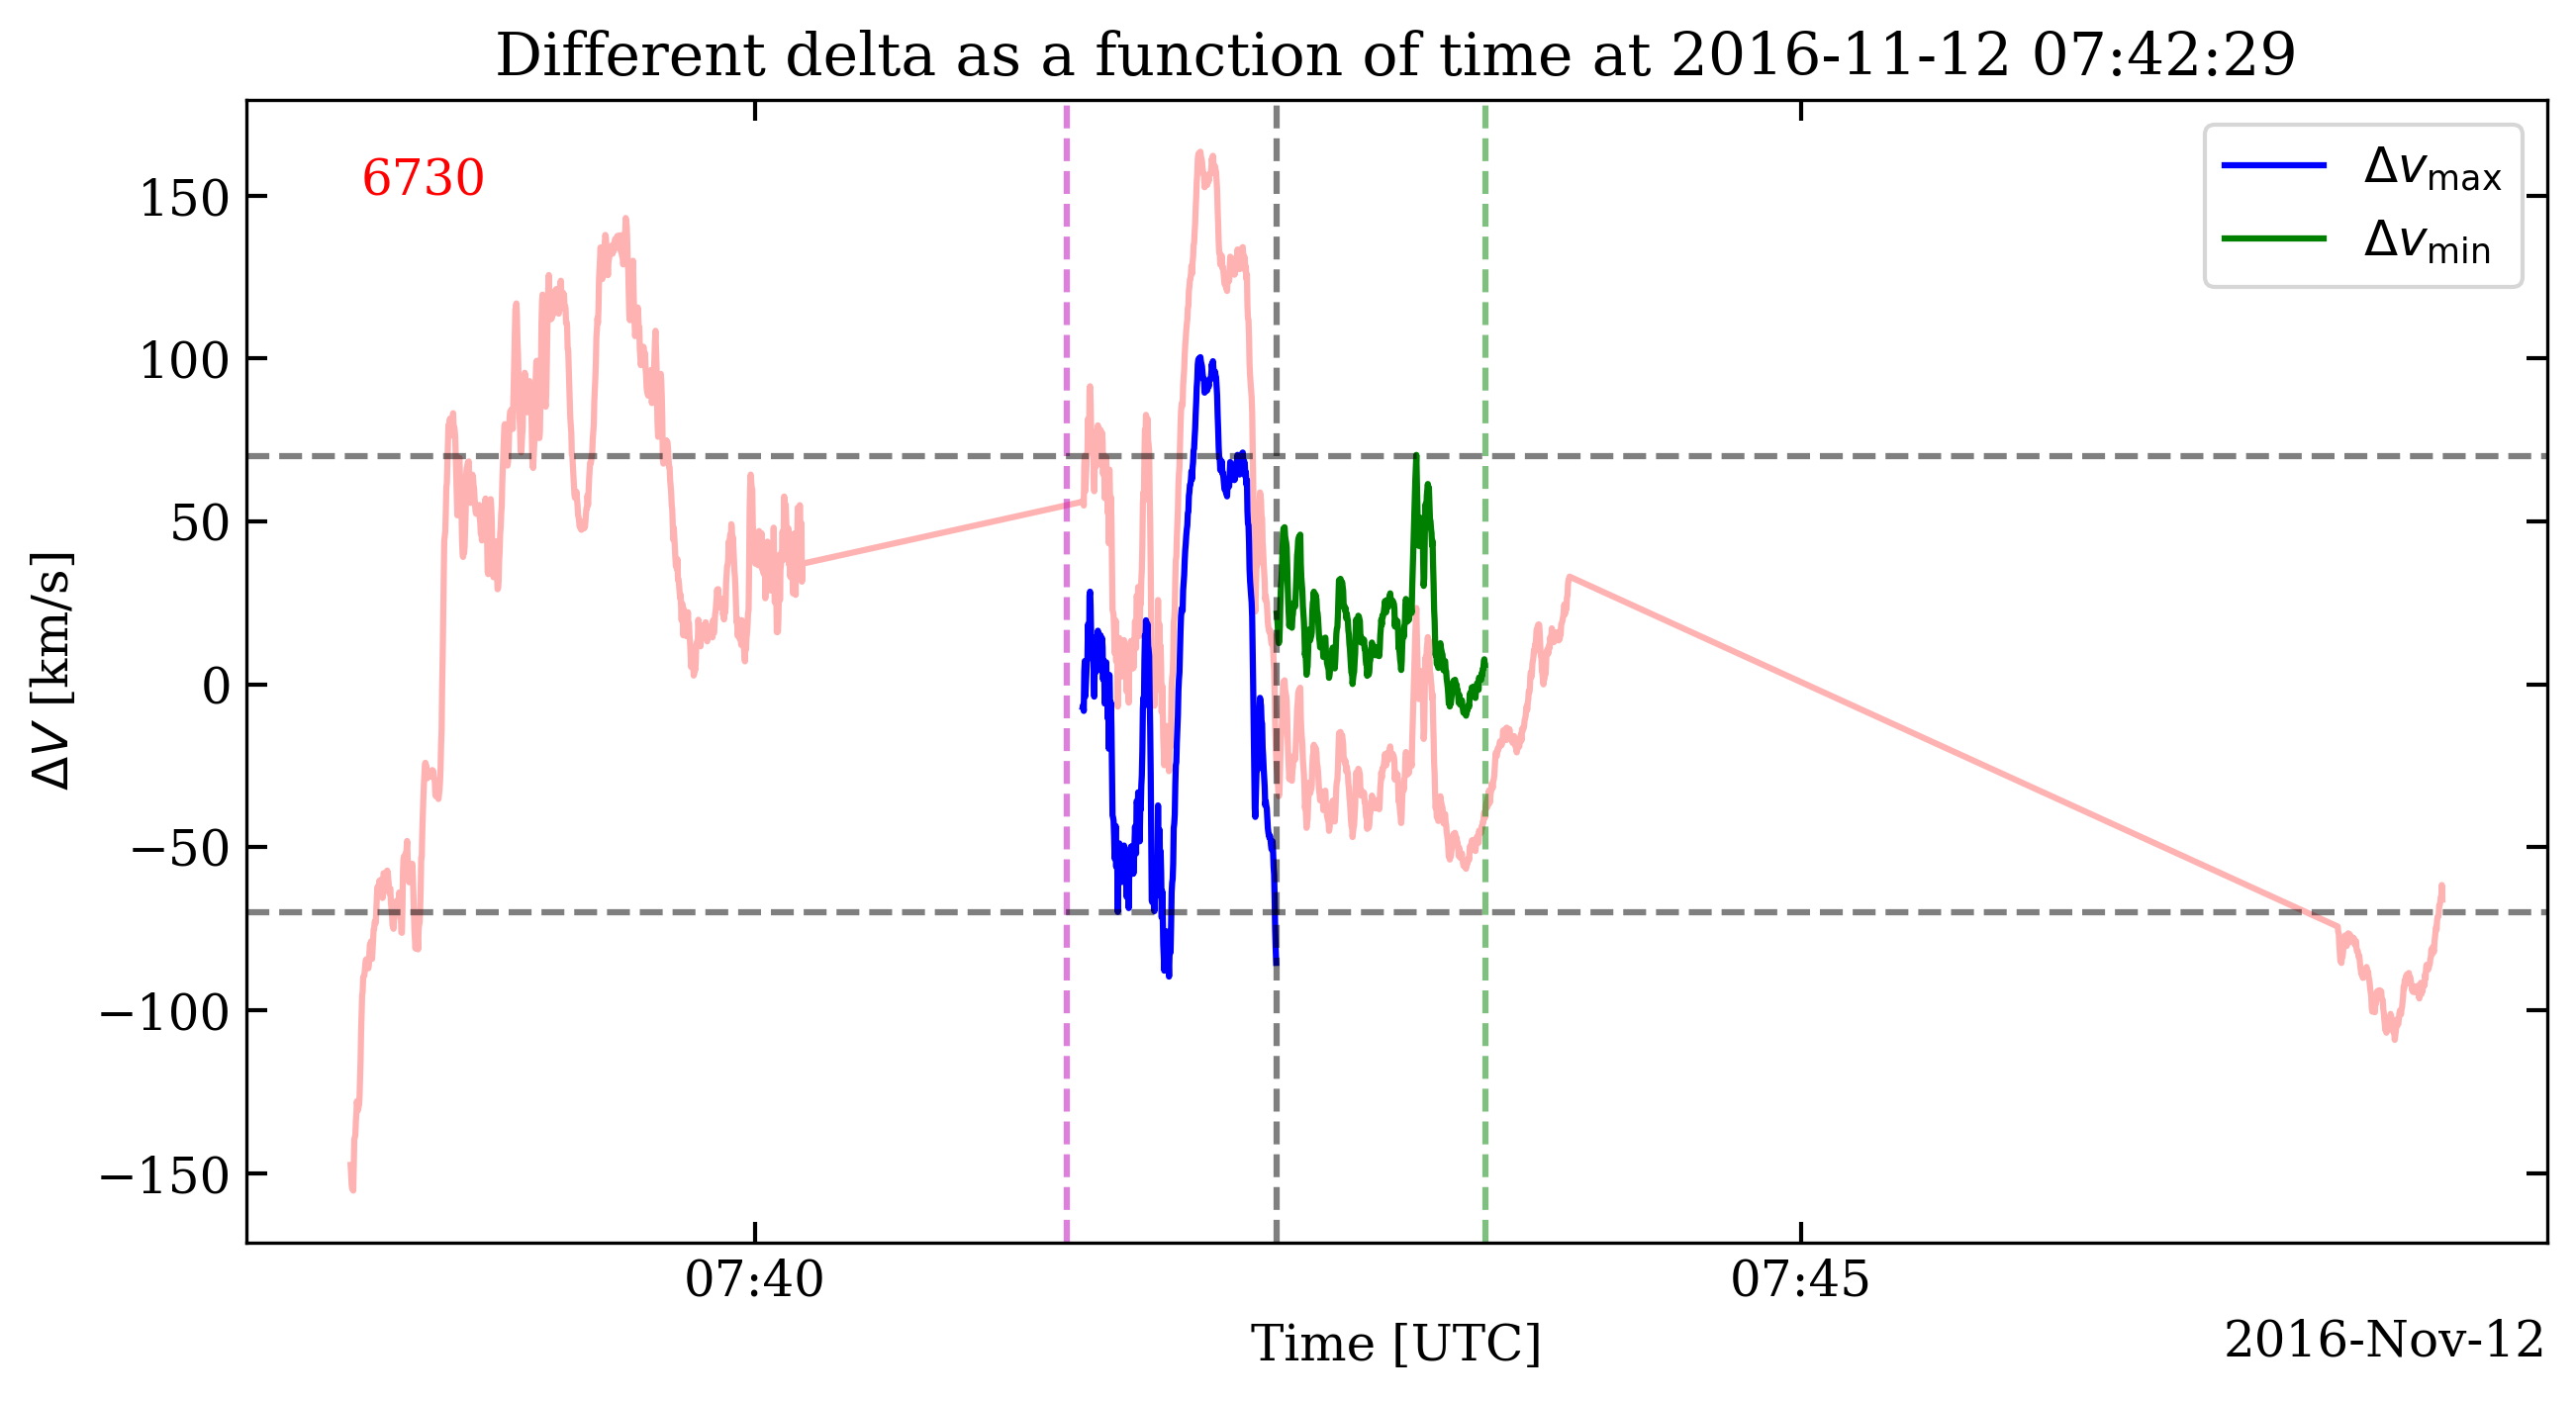 Different delta as a function of time at 2016-11-12 07:42:29
6730
Δv_max
Δv_min
150
100
50
0
−50
−100
−150
ΔV [km/s]
07:40
07:45
Time [UTC]
2016-Nov-12